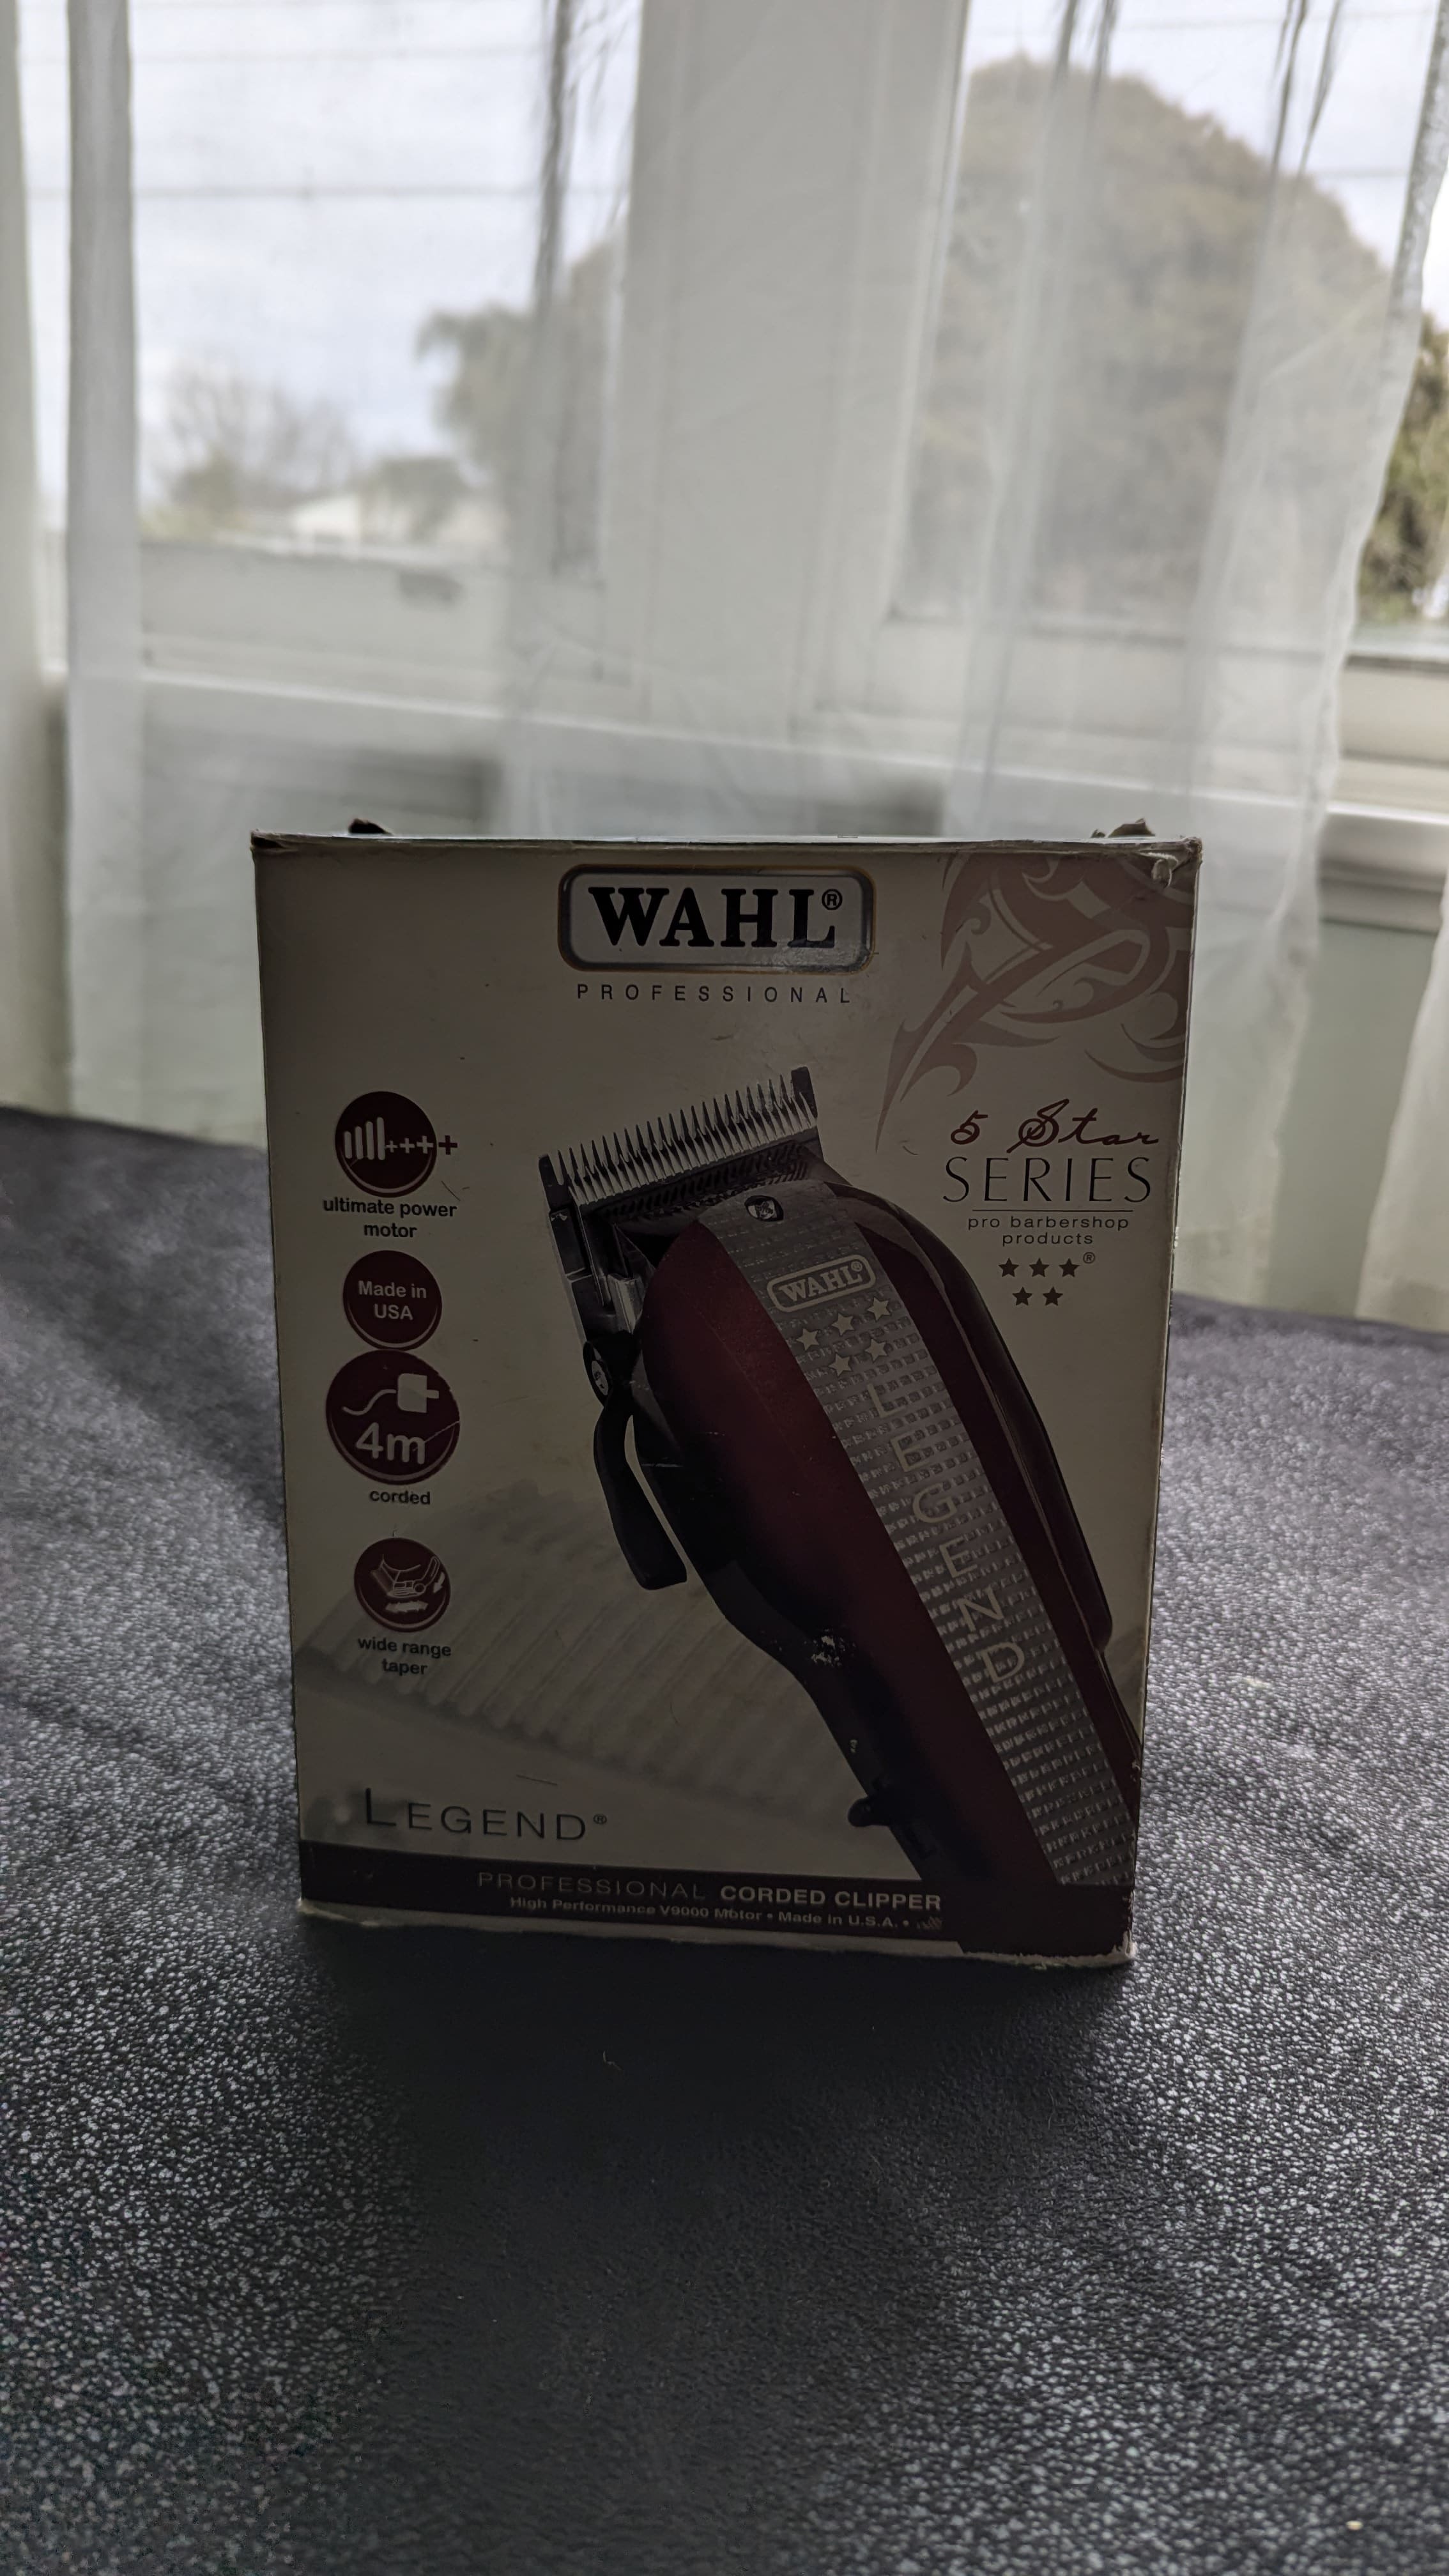 WAHL®
PROFESSIONAL
5 Star
SERIES
pro barbershop
products
®
ultimate power
motor
Made in
USA
4m
corded
wide range
taper
WAHL®
LEGEND
LEGEND®
PROFESSIONAL CORDED CLIPPER
High Performance V9000 Motor • Made in U.S.A. •